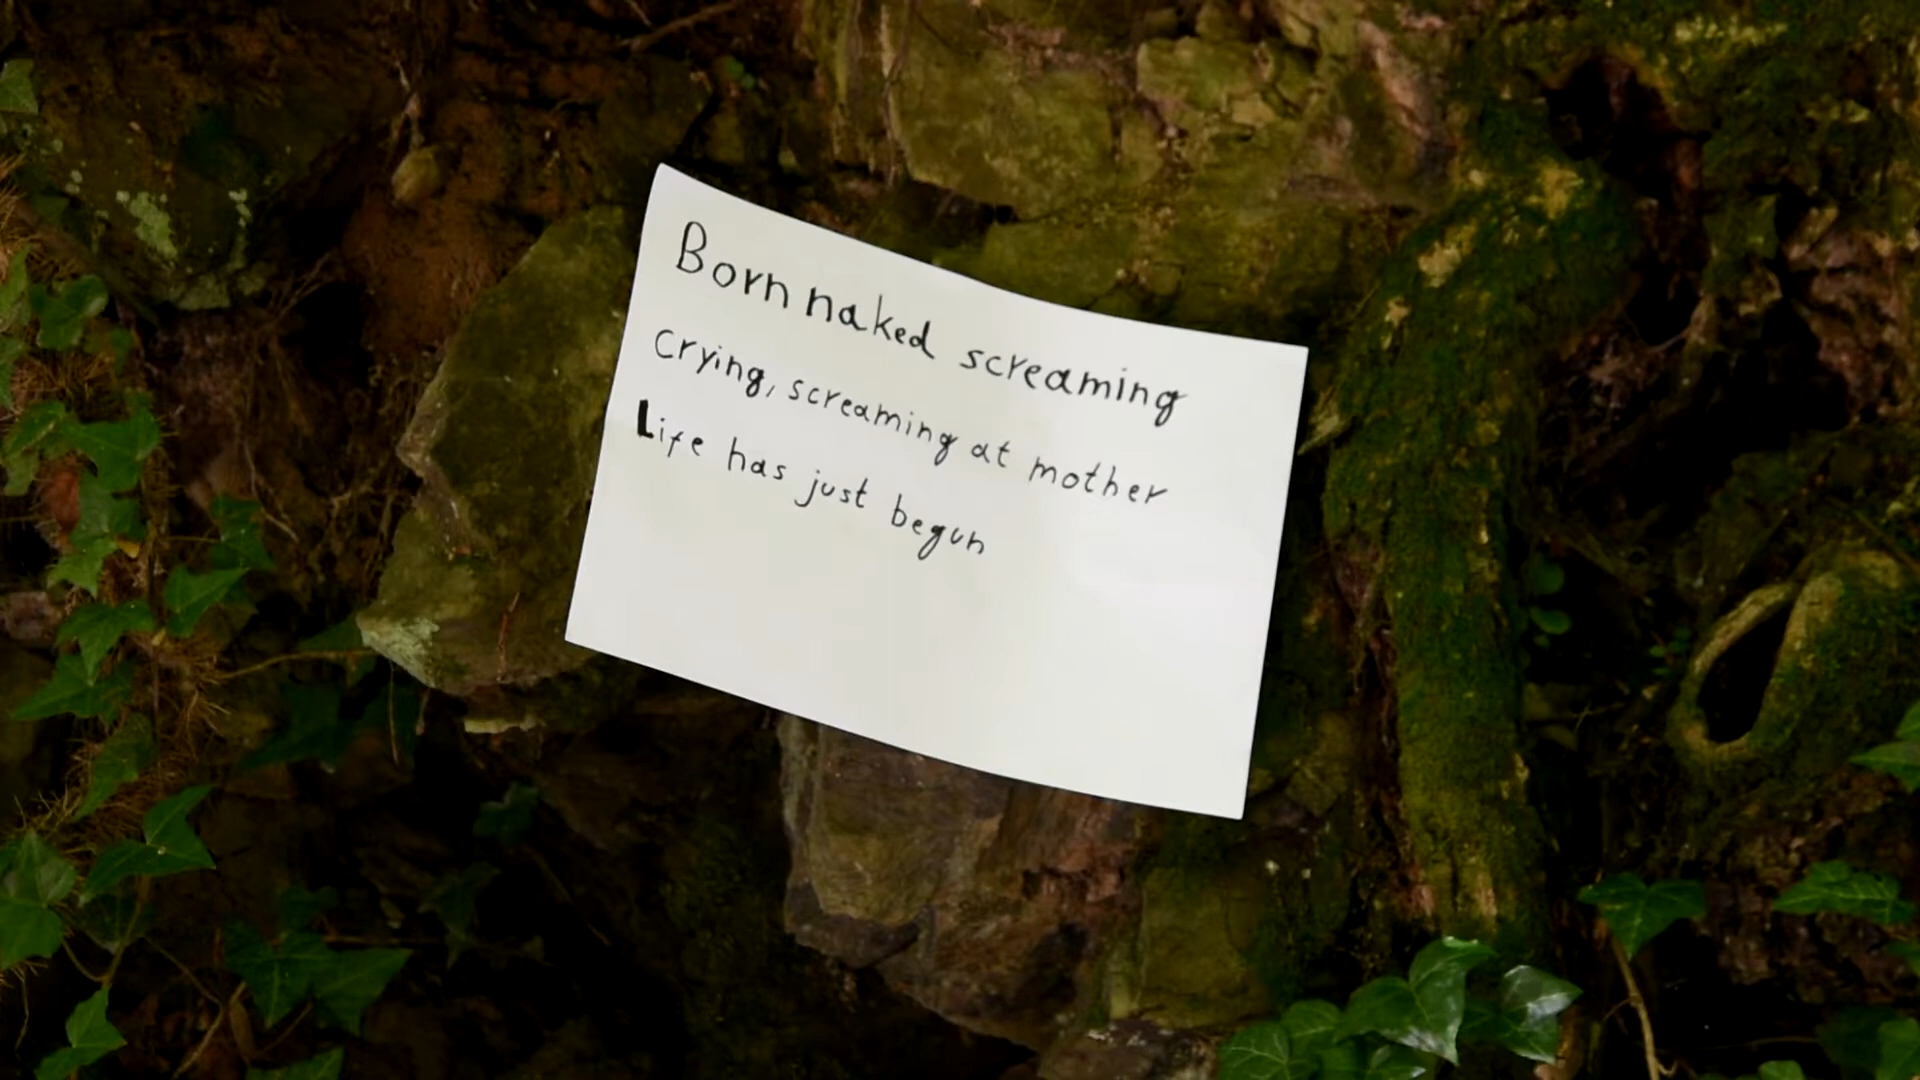 Born naked screaming
Crying, screaming at mother
Life has just begun